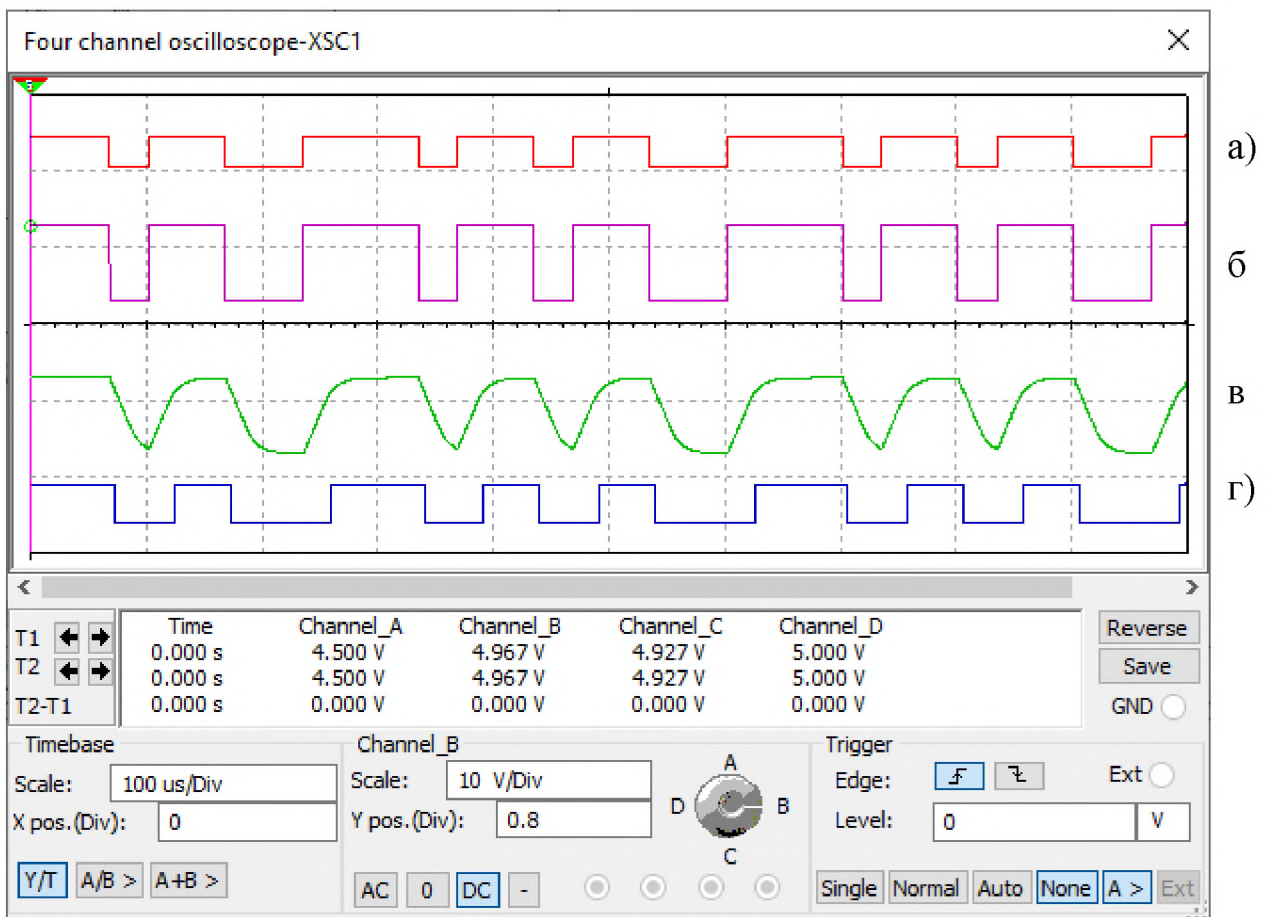 Four channel oscilloscope-XSC1
а)
б
в
г)
T1
T2
T2-T1
Time Channel_A Channel_B Channel_C Channel_D
0.000 s 4.500 V 4.967 V 4.927 V 5.000 V
0.000 s 4.500 V 4.967 V 4.927 V 5.000 V
0.000 s 0.000 V 0.000 V 0.000 V 0.000 V
Reverse
Save
GND
Timebase
Scale: 100 us/Div
X pos.(Div): 0
Y/T A/B > A+B >
Channel_B
Scale: 10 V/Div
Y pos.(Div): 0.8
AC 0 DC -
A
D B
C
Trigger
Edge: Ext
Level: 0 V
Single Normal Auto None A > Ext